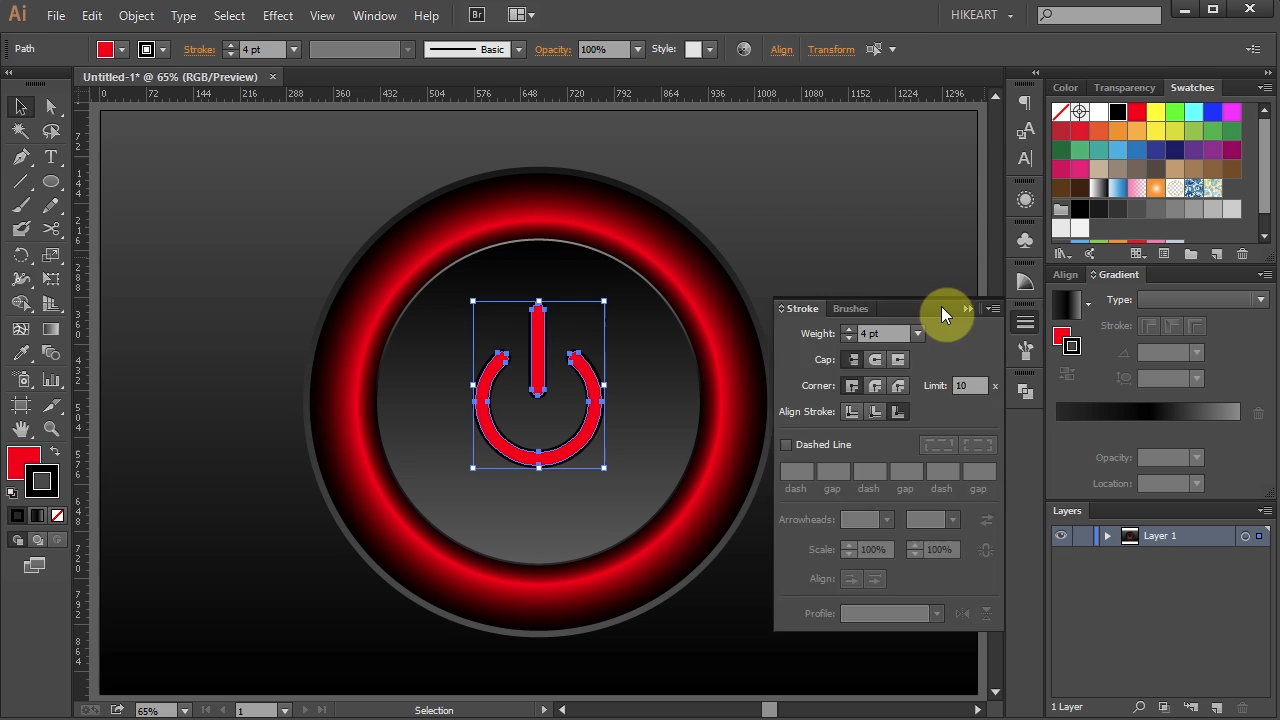 Ai File Edit Object Type Select Effect View Window Help Br HIKEART
Path Stroke: 4 pt Basic Opacity: 100% Style: Align Transform
Untitled-1* @ 65% (RGB/Preview) ×
0 72 144 216 288 360 432 504 576 648 720 792 864 936 1008 1080 1152 1224 1296
Color Transparency Swatches
Stroke Brushes
Weight: 4 pt
Cap:
Corner: Limit: 10 x
Align Stroke:
Dashed Line
dash gap dash gap dash gap
Arrowheads:
Scale: 100% 100%
Align:
Profile:
Align Gradient
Type:
Stroke:
Opacity:
Location:
Layers
Layer 1
1 Layer
65% 1 Selection